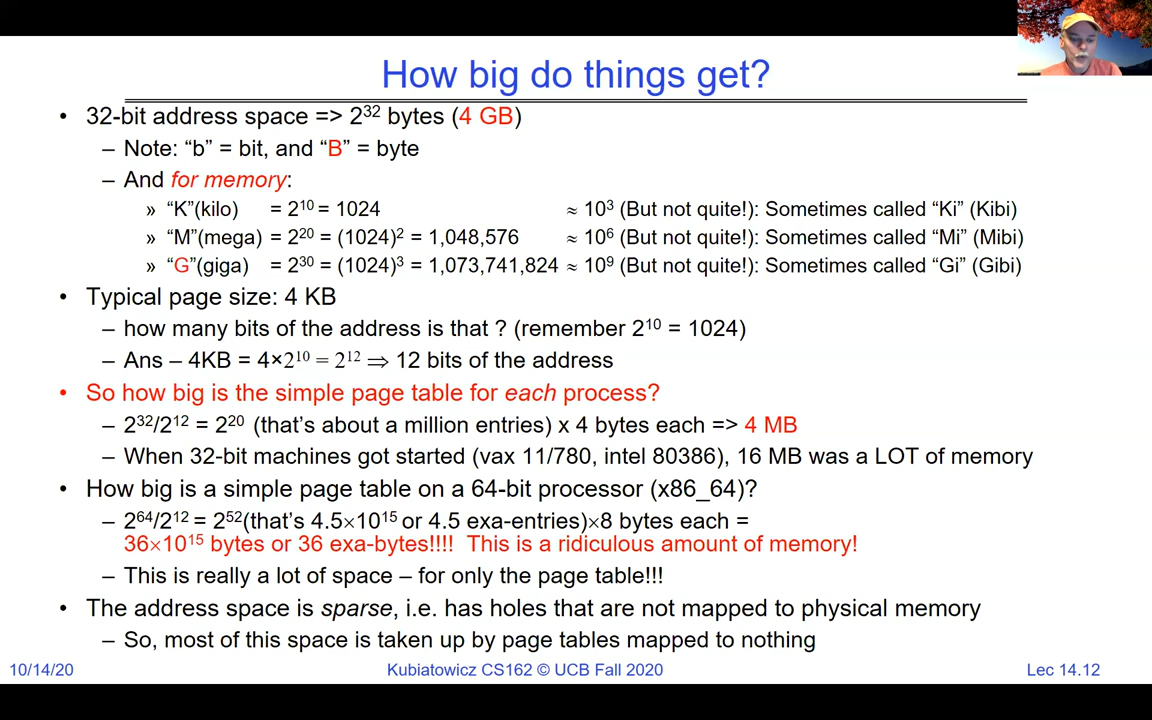 How big do things get?
• 32-bit address space => 2³² bytes (4 GB)
– Note: “b” = bit, and “B” = byte
– And for memory:
» “K”(kilo) = 2¹⁰ = 1024 ≈ 10³ (But not quite!): Sometimes called “Ki” (Kibi)
» “M”(mega) = 2²⁰ = (1024)² = 1,048,576 ≈ 10⁶ (But not quite!): Sometimes called “Mi” (Mibi)
» “G”(giga) = 2³⁰ = (1024)³ = 1,073,741,824 ≈ 10⁹ (But not quite!): Sometimes called “Gi” (Gibi)
• Typical page size: 4 KB
– how many bits of the address is that ? (remember 2¹⁰ = 1024)
– Ans – 4KB = 4×2¹⁰ = 2¹² ⇒ 12 bits of the address
• So how big is the simple page table for each process?
– 2³²/2¹² = 2²⁰ (that’s about a million entries) x 4 bytes each => 4 MB
– When 32-bit machines got started (vax 11/780, intel 80386), 16 MB was a LOT of memory
• How big is a simple page table on a 64-bit processor (x86_64)?
– 2⁶⁴/2¹² = 2⁵²(that’s 4.5×10¹⁵ or 4.5 exa-entries)×8 bytes each =
36×10¹⁵ bytes or 36 exa-bytes!!!! This is a ridiculous amount of memory!
– This is really a lot of space – for only the page table!!!
• The address space is sparse, i.e. has holes that are not mapped to physical memory
– So, most of this space is taken up by page tables mapped to nothing
10/14/20 Kubiatowicz CS162 © UCB Fall 2020 Lec 14.12